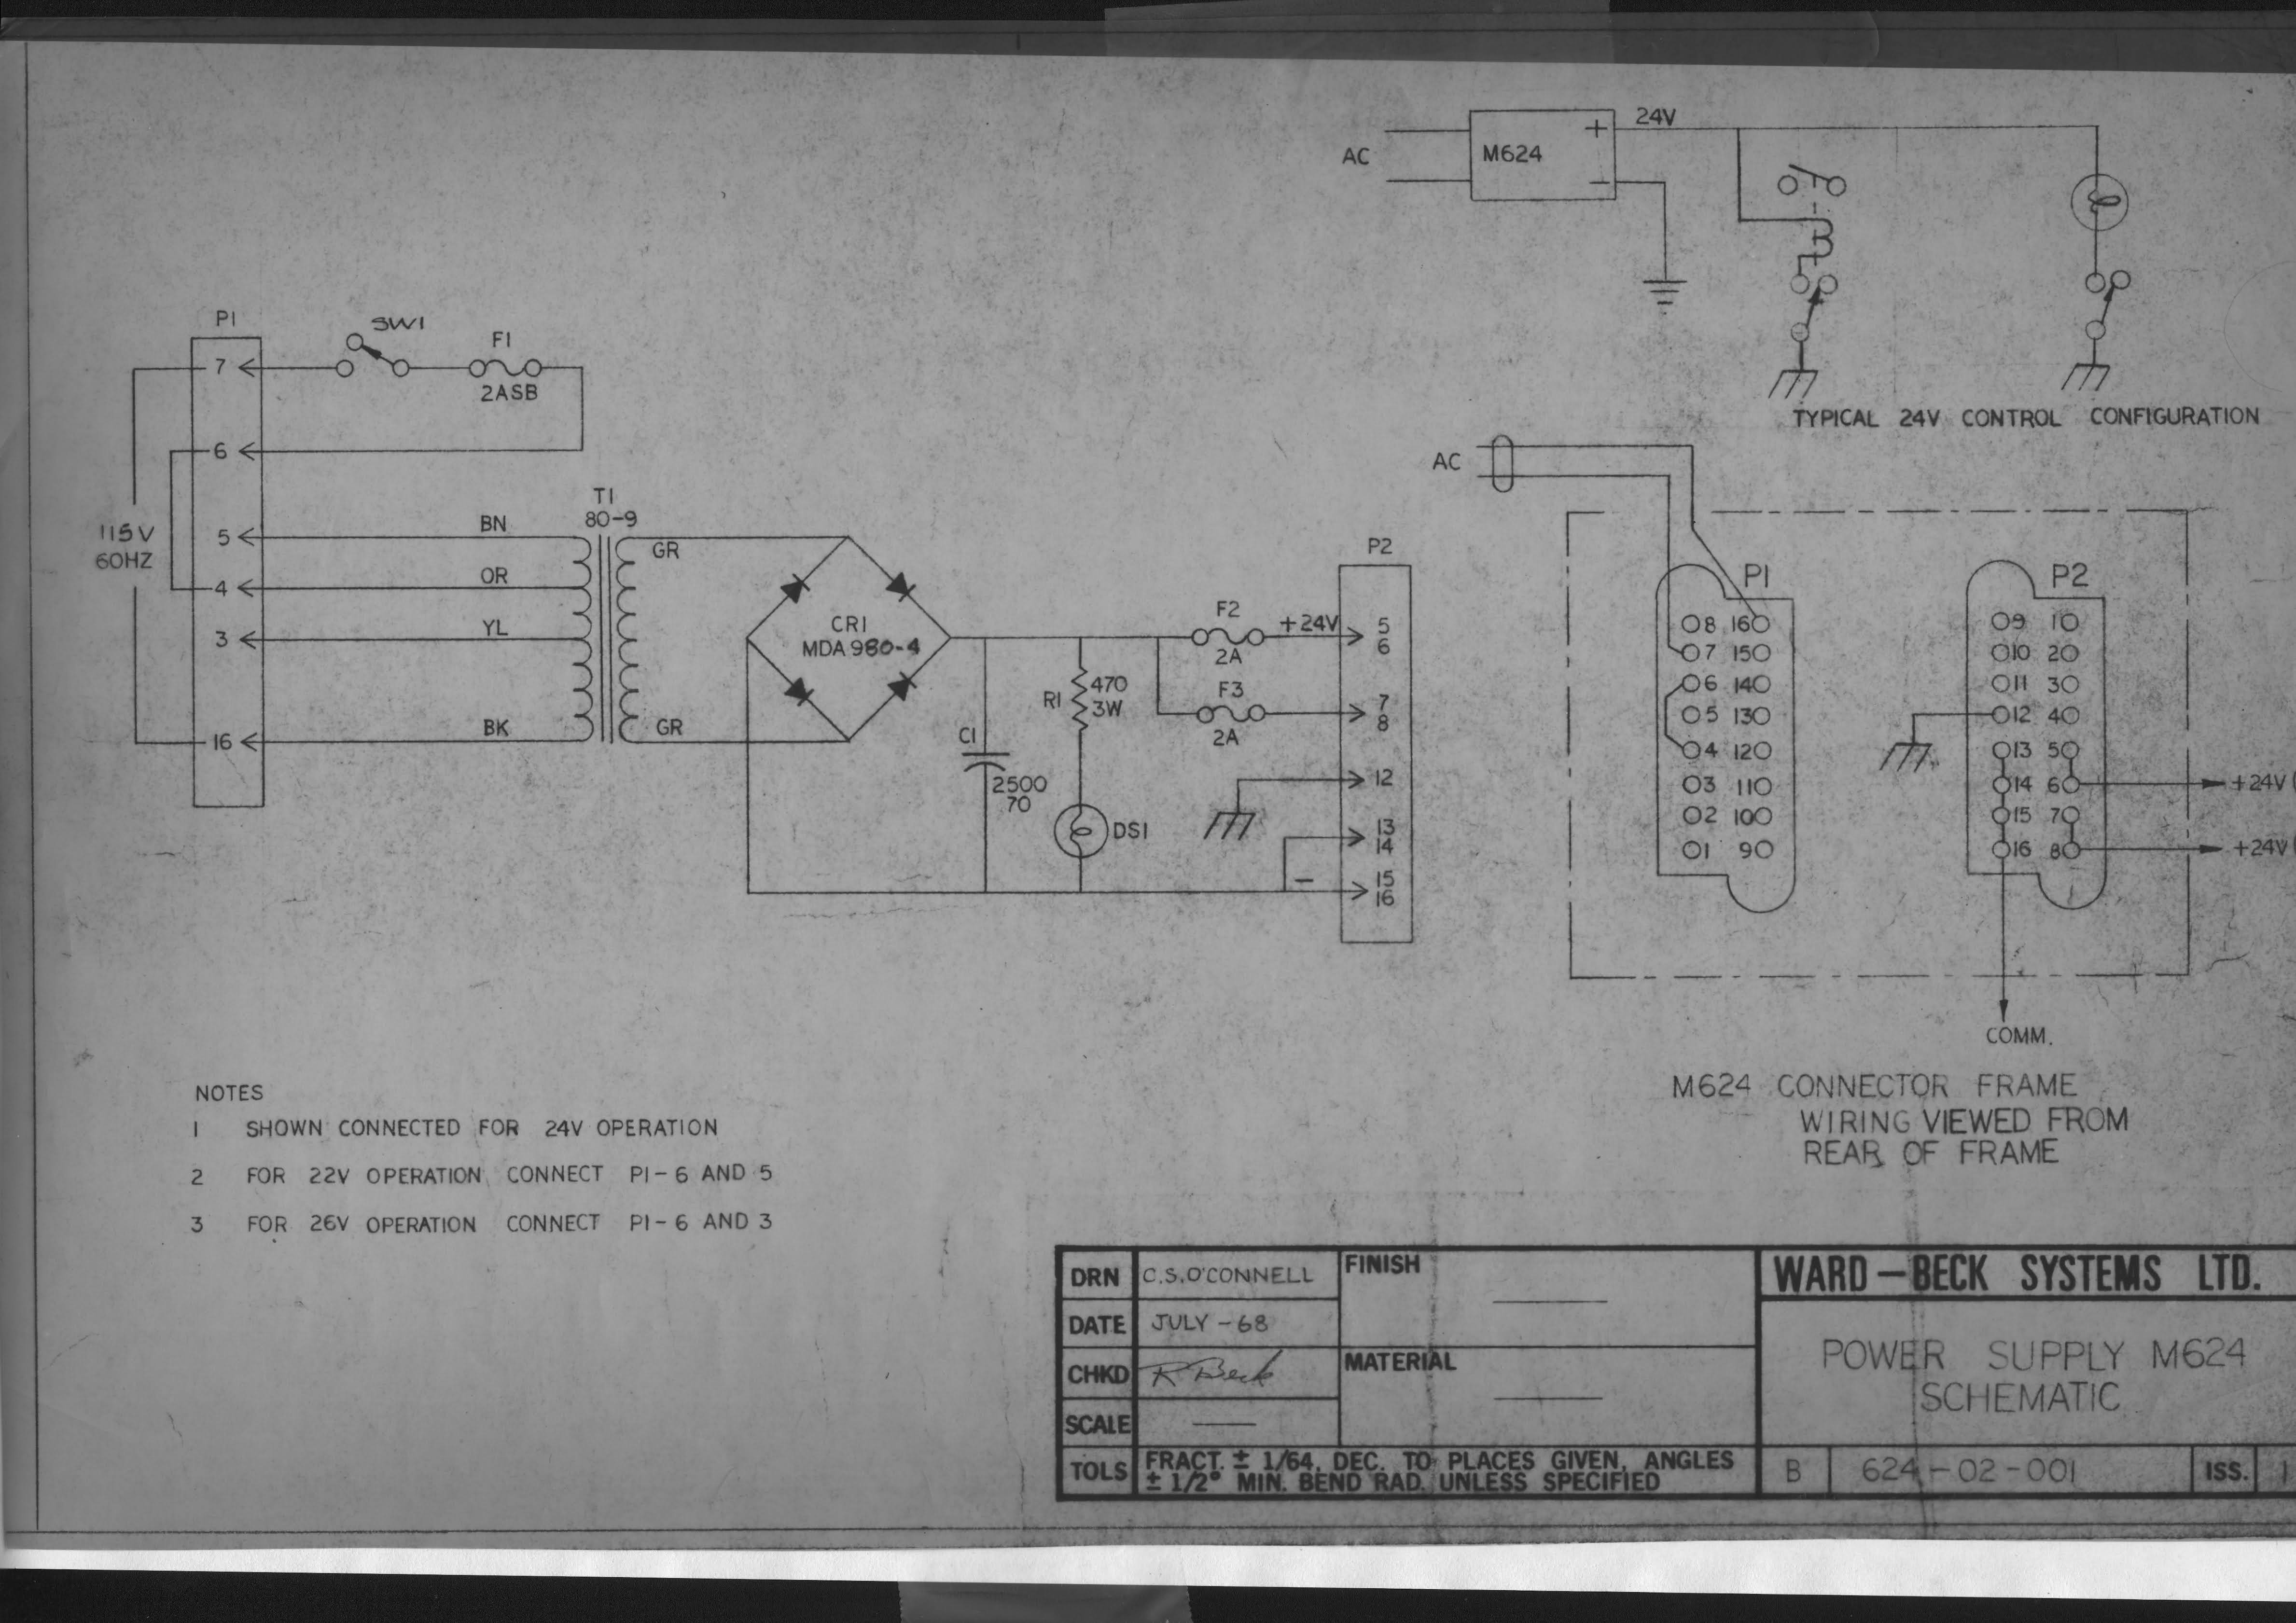 AC
M624
+
24V
—
TYPICAL 24V CONTROL CONFIGURATION
P1
SW1
F1
2ASB
7
6
5
4
3
16
115V
60HZ
BN
OR
YL
BK
T1
80-9
GR
GR
CR1
MDA980-4
C1
2500
70
R1
470
3W
DS1
F2
2A
F3
2A
+24V
P2
5
6
7
8
12
13
14
—
15
16
AC
P1
8 16
7 15
6 14
5 13
4 12
3 11
2 10
1 9
P2
9 1
10 2
11 3
12 4
13 5
14 6
15 7
16 8
+24V
+24V
COMM.
M624 CONNECTOR FRAME
WIRING VIEWED FROM
REAR OF FRAME
NOTES
1 SHOWN CONNECTED FOR 24V OPERATION
2 FOR 22V OPERATION CONNECT P1-6 AND 5
3 FOR 26V OPERATION CONNECT P1-6 AND 3
DRN C.S.O'CONNELL
DATE JULY-68
CHKD R Beck
SCALE —
TOLS FRACT. ± 1/64, DEC. TO PLACES GIVEN, ANGLES
± 1/2° MIN. BEND RAD. UNLESS SPECIFIED
FINISH —
MATERIAL —
WARD-BECK SYSTEMS LTD.
POWER SUPPLY M624
SCHEMATIC
B 624-02-001 ISS. 1